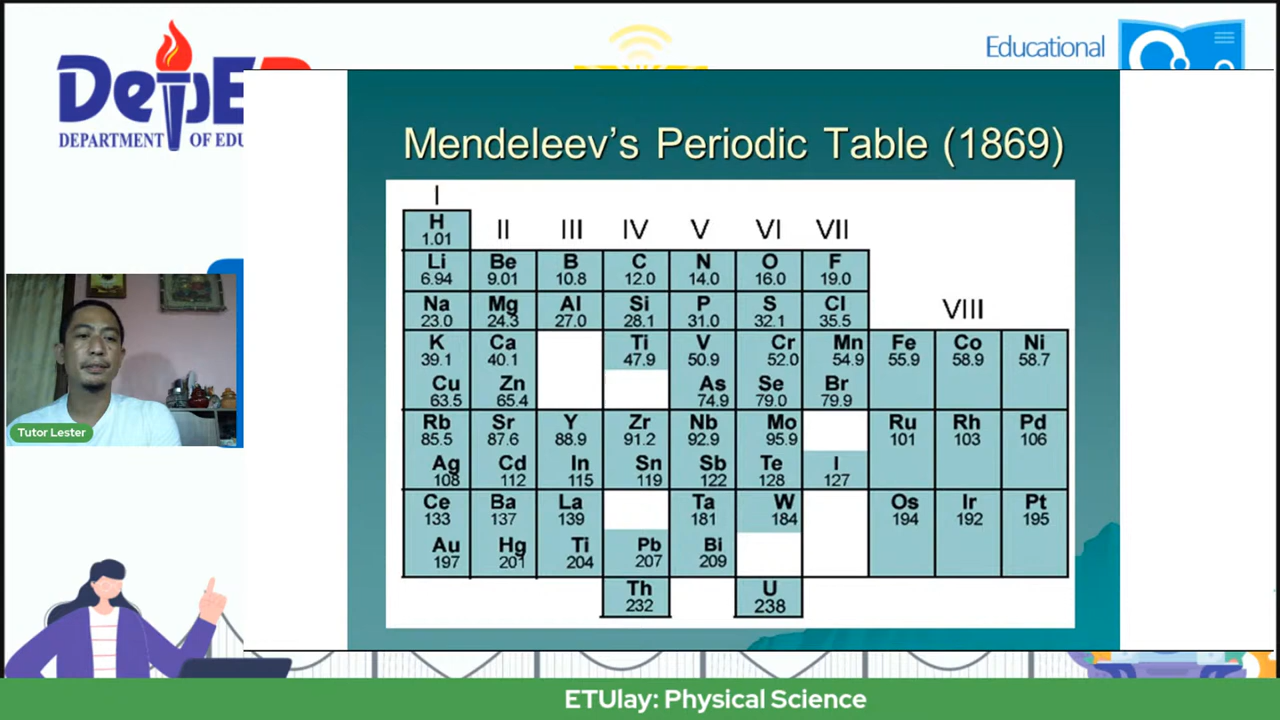 Educational
DepED
DEPARTMENT OF EDU
Mendeleev's Periodic Table (1869)
I
H
1.01
II III IV V VI VII
Li Be B C N O F
6.94 9.01 10.8 12.0 14.0 16.0 19.0
Na Mg Al Si P S Cl
23.0 24.3 27.0 28.1 31.0 32.1 35.5
VIII
K Ca Ti V Cr Mn Fe Co Ni
39.1 40.1 47.9 50.9 52.0 54.9 55.9 58.9 58.7
Cu Zn As Se Br
63.5 65.4 74.9 79.0 79.9
Rb Sr Y Zr Nb Mo Ru Rh Pd
85.5 87.6 88.9 91.2 92.9 95.9 101 103 106
Ag Cd In Sn Sb Te I
108 112 115 119 122 128 127
Ce Ba La Ta W Os Ir Pt
133 137 139 181 184 194 192 195
Au Hg Ti Pb Bi
197 201 204 207 209
Th U
232 238
Tutor Lester
ETUlay: Physical Science